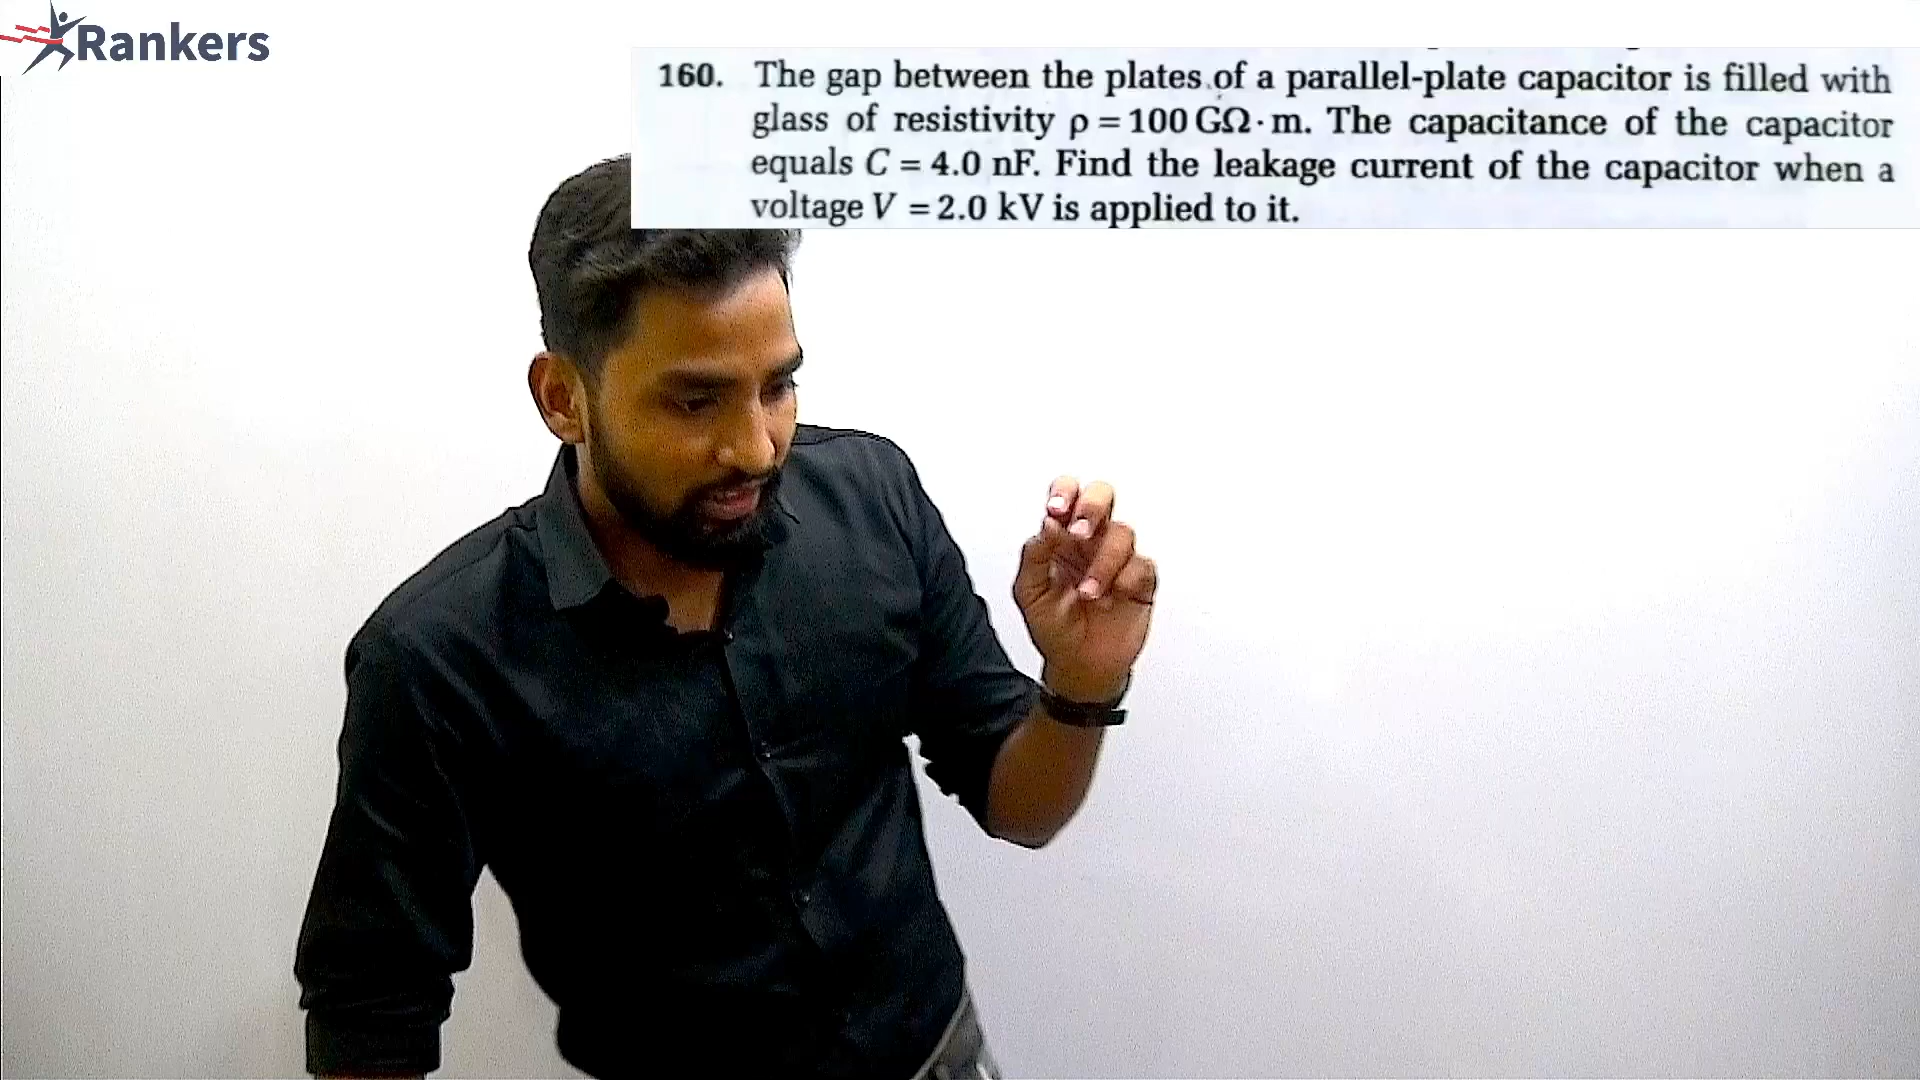 Rankers
160. The gap between the plates of a parallel-plate capacitor is filled with
glass of resistivity ρ = 100 GΩ·m. The capacitance of the capacitor
equals C = 4.0 nF. Find the leakage current of the capacitor when a
voltage V = 2.0 kV is applied to it.